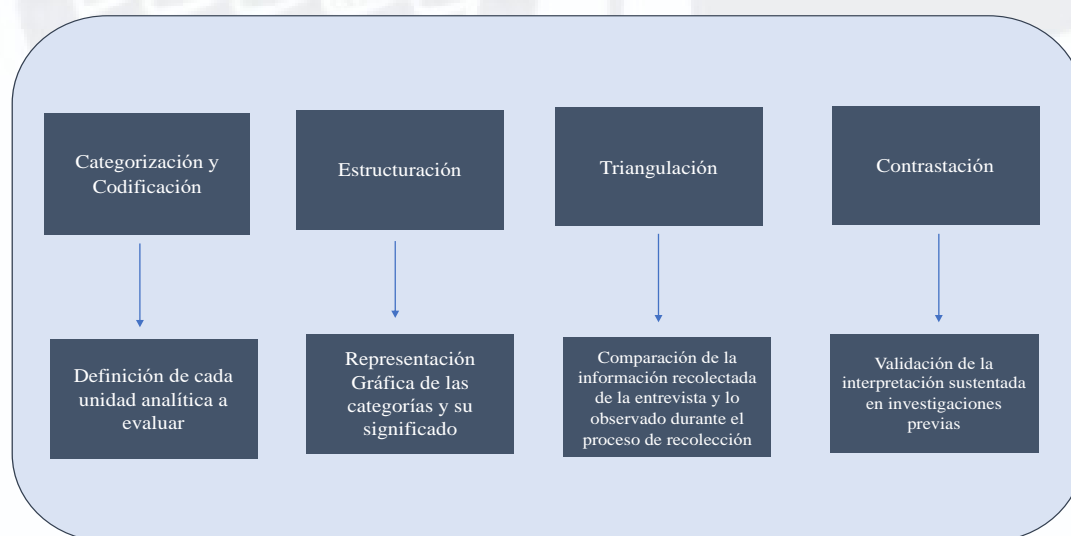 Categorización y
Codificación
Estructuración
Triangulación
Contrastación
Definición de cada
unidad analítica a
evaluar
Representación
Gráfica de las
categorías y su
significado
Comparación de la
información recolectada
de la entrevista y lo
observado durante el
proceso de recolección
Validación de la
interpretación sustentada
en investigaciones
previas